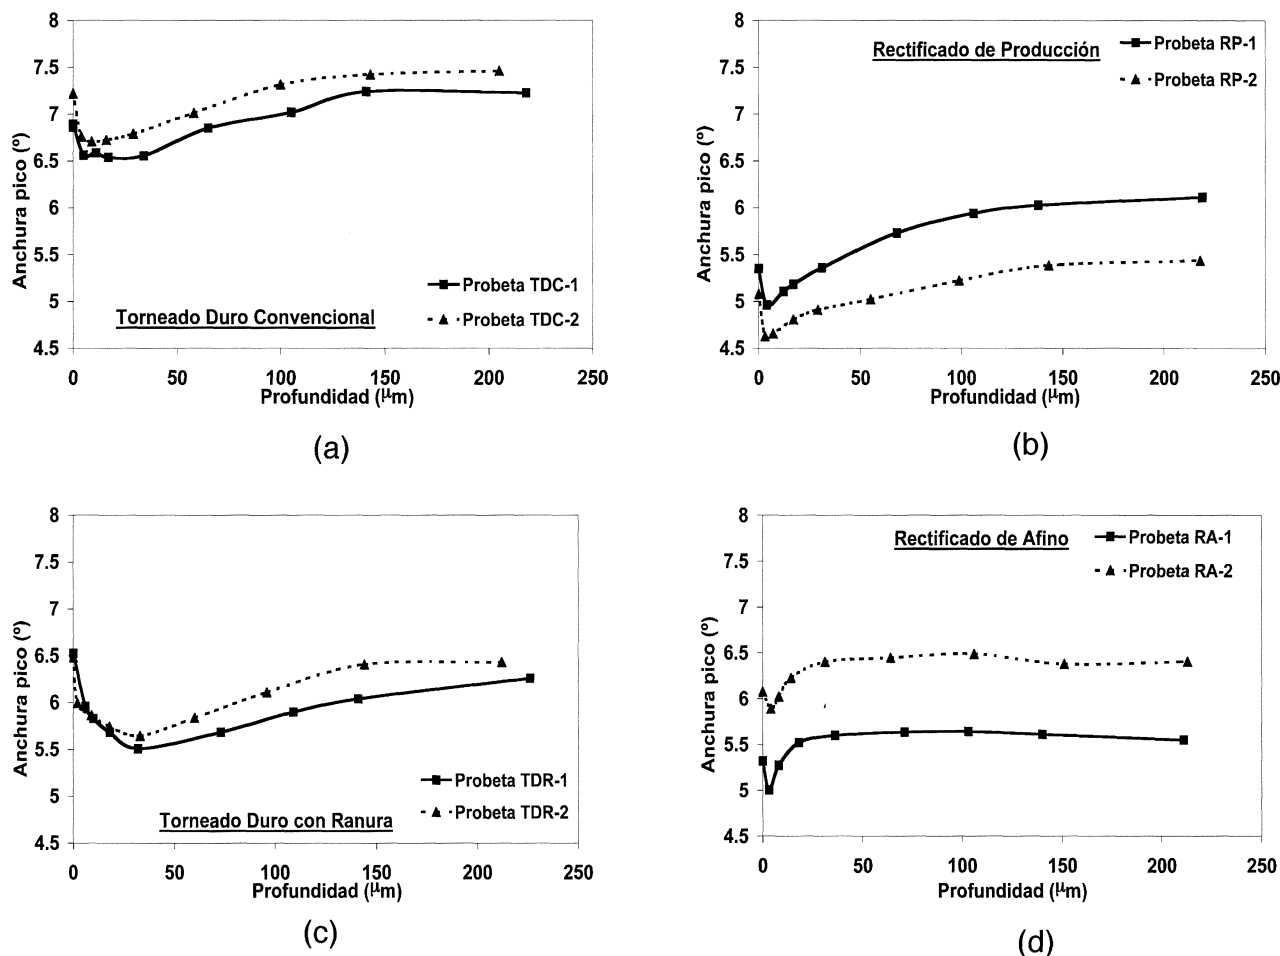 8
7.5
7
6.5
6
5.5
5
4.5
Anchura pico (º)
0
50
100
150
200
250
Profundidad (μm)
Probeta TDC-1
Probeta TDC-2
Torneado Duro Convencional
(a)
8
7.5
7
6.5
6
5.5
5
4.5
Anchura pico (º)
0
50
100
150
200
250
Profundidad (μm)
Rectificado de Producción
Probeta RP-1
Probeta RP-2
(b)
8
7.5
7
6.5
6
5.5
5
4.5
Anchura pico (º)
0
50
100
150
200
250
Profundidad (μm)
Probeta TDR-1
Probeta TDR-2
Torneado Duro con Ranura
(c)
8
7.5
7
6.5
6
5.5
5
4.5
Anchura pico (º)
0
50
100
150
200
250
Profundidad (μm)
Rectificado de Afino
Probeta RA-1
Probeta RA-2
(d)